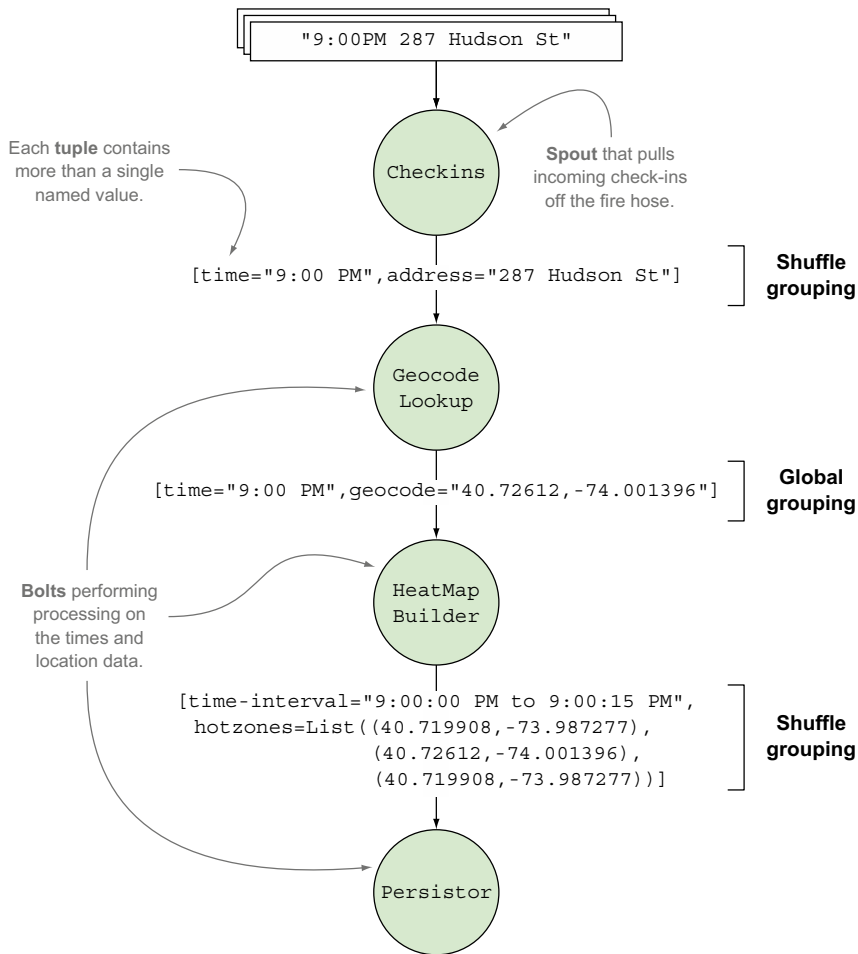 "9:00PM 287 Hudson St"
Each tuple contains
more than a single
named value.
Checkins
Spout that pulls
incoming check-ins
off the fire hose.
[time="9:00 PM",address="287 Hudson St"]
Shuffle
grouping
Geocode
Lookup
[time="9:00 PM",geocode="40.72612,-74.001396"]
Global
grouping
Bolts performing
processing on
the times and
location data.
HeatMap
Builder
[time-interval="9:00:00 PM to 9:00:15 PM",
hotzones=List((40.719908,-73.987277),
(40.72612,-74.001396),
(40.719908,-73.987277))]
Shuffle
grouping
Persistor